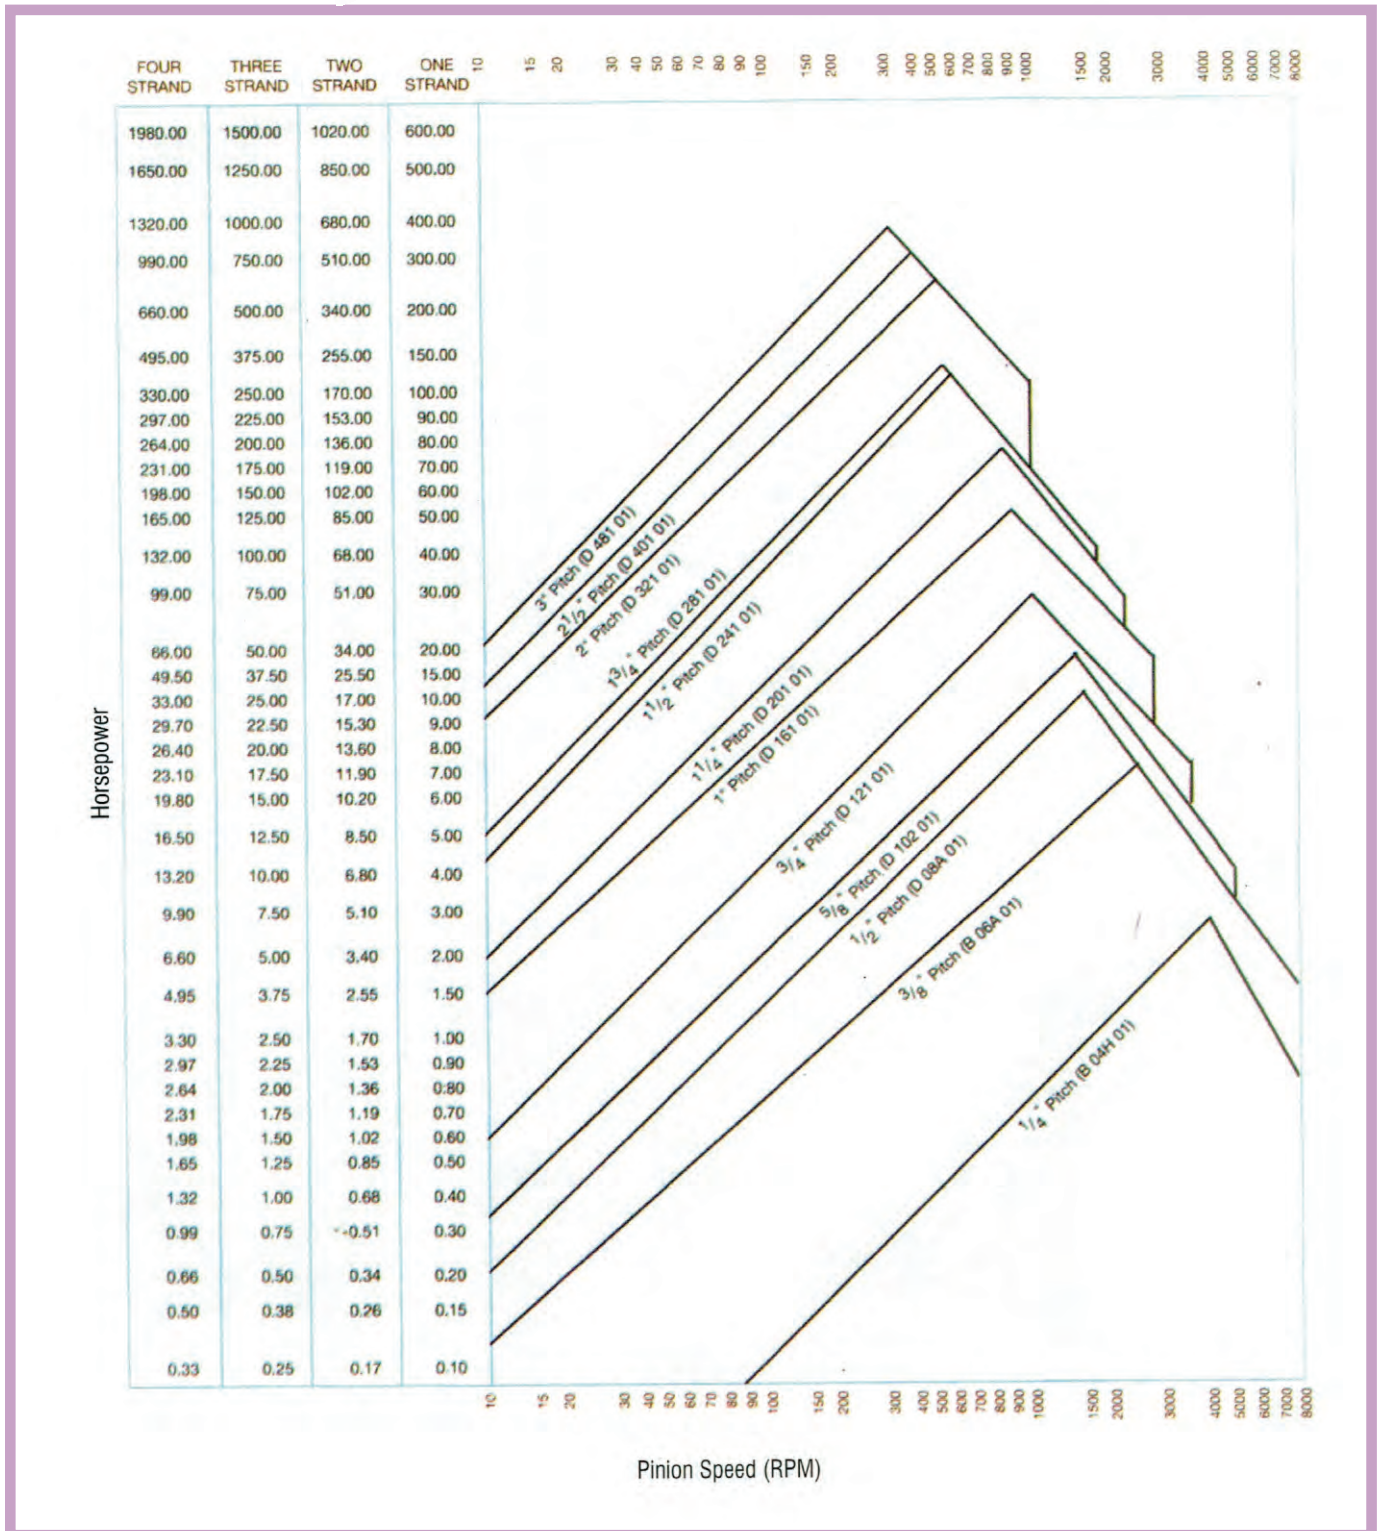 FOUR STRAND THREE STRAND TWO STRAND ONE STRAND
10 15 20 30 40 50 60 70 80 90 100 150 200 300 400 500 600 700 800 900 1000 1500 2000 3000 4000 5000 6000 7000 8000
1980.00 1500.00 1020.00 600.00
1650.00 1250.00 850.00 500.00
1320.00 1000.00 680.00 400.00
990.00 750.00 510.00 300.00
660.00 500.00 340.00 200.00
495.00 375.00 255.00 150.00
330.00 250.00 170.00 100.00
297.00 225.00 153.00 90.00
264.00 200.00 136.00 80.00
231.00 175.00 119.00 70.00
198.00 150.00 102.00 60.00
165.00 125.00 85.00 50.00
132.00 100.00 68.00 40.00
99.00 75.00 51.00 30.00
66.00 50.00 34.00 20.00
49.50 37.50 25.50 15.00
33.00 25.00 17.00 10.00
29.70 22.50 15.30 9.00
26.40 20.00 13.60 8.00
23.10 17.50 11.90 7.00
19.80 15.00 10.20 6.00
16.50 12.50 8.50 5.00
13.20 10.00 6.80 4.00
9.90 7.50 5.10 3.00
6.60 5.00 3.40 2.00
4.95 3.75 2.55 1.50
3.30 2.50 1.70 1.00
2.97 2.25 1.53 0.90
2.64 2.00 1.36 0.80
2.31 1.75 1.19 0.70
1.98 1.50 1.02 0.60
1.65 1.25 0.85 0.50
1.32 1.00 0.68 0.40
0.99 0.75 -0.51 0.30
0.66 0.50 0.34 0.20
0.50 0.38 0.26 0.15
0.33 0.25 0.17 0.10
Horsepower
3" Pitch (D 481 01)
2 1/2" Pitch (D 401 01)
2" Pitch (D 321 01)
1 3/4" Pitch (D 281 01)
1 1/2" Pitch (D 241 01)
1 1/4" Pitch (D 201 01)
1" Pitch (D 161 01)
3/4" Pitch (D 121 01)
5/8" Pitch (D 102 01)
1/2" Pitch (D 08A 01)
3/8" Pitch (B 06A 01)
1/4" Pitch (B 04H 01)
10 15 20 30 40 50 60 70 80 90 100 150 200 300 400 500 600 700 800 900 1000 1500 2000 3000 4000 5000 6000 7000 8000
Pinion Speed (RPM)